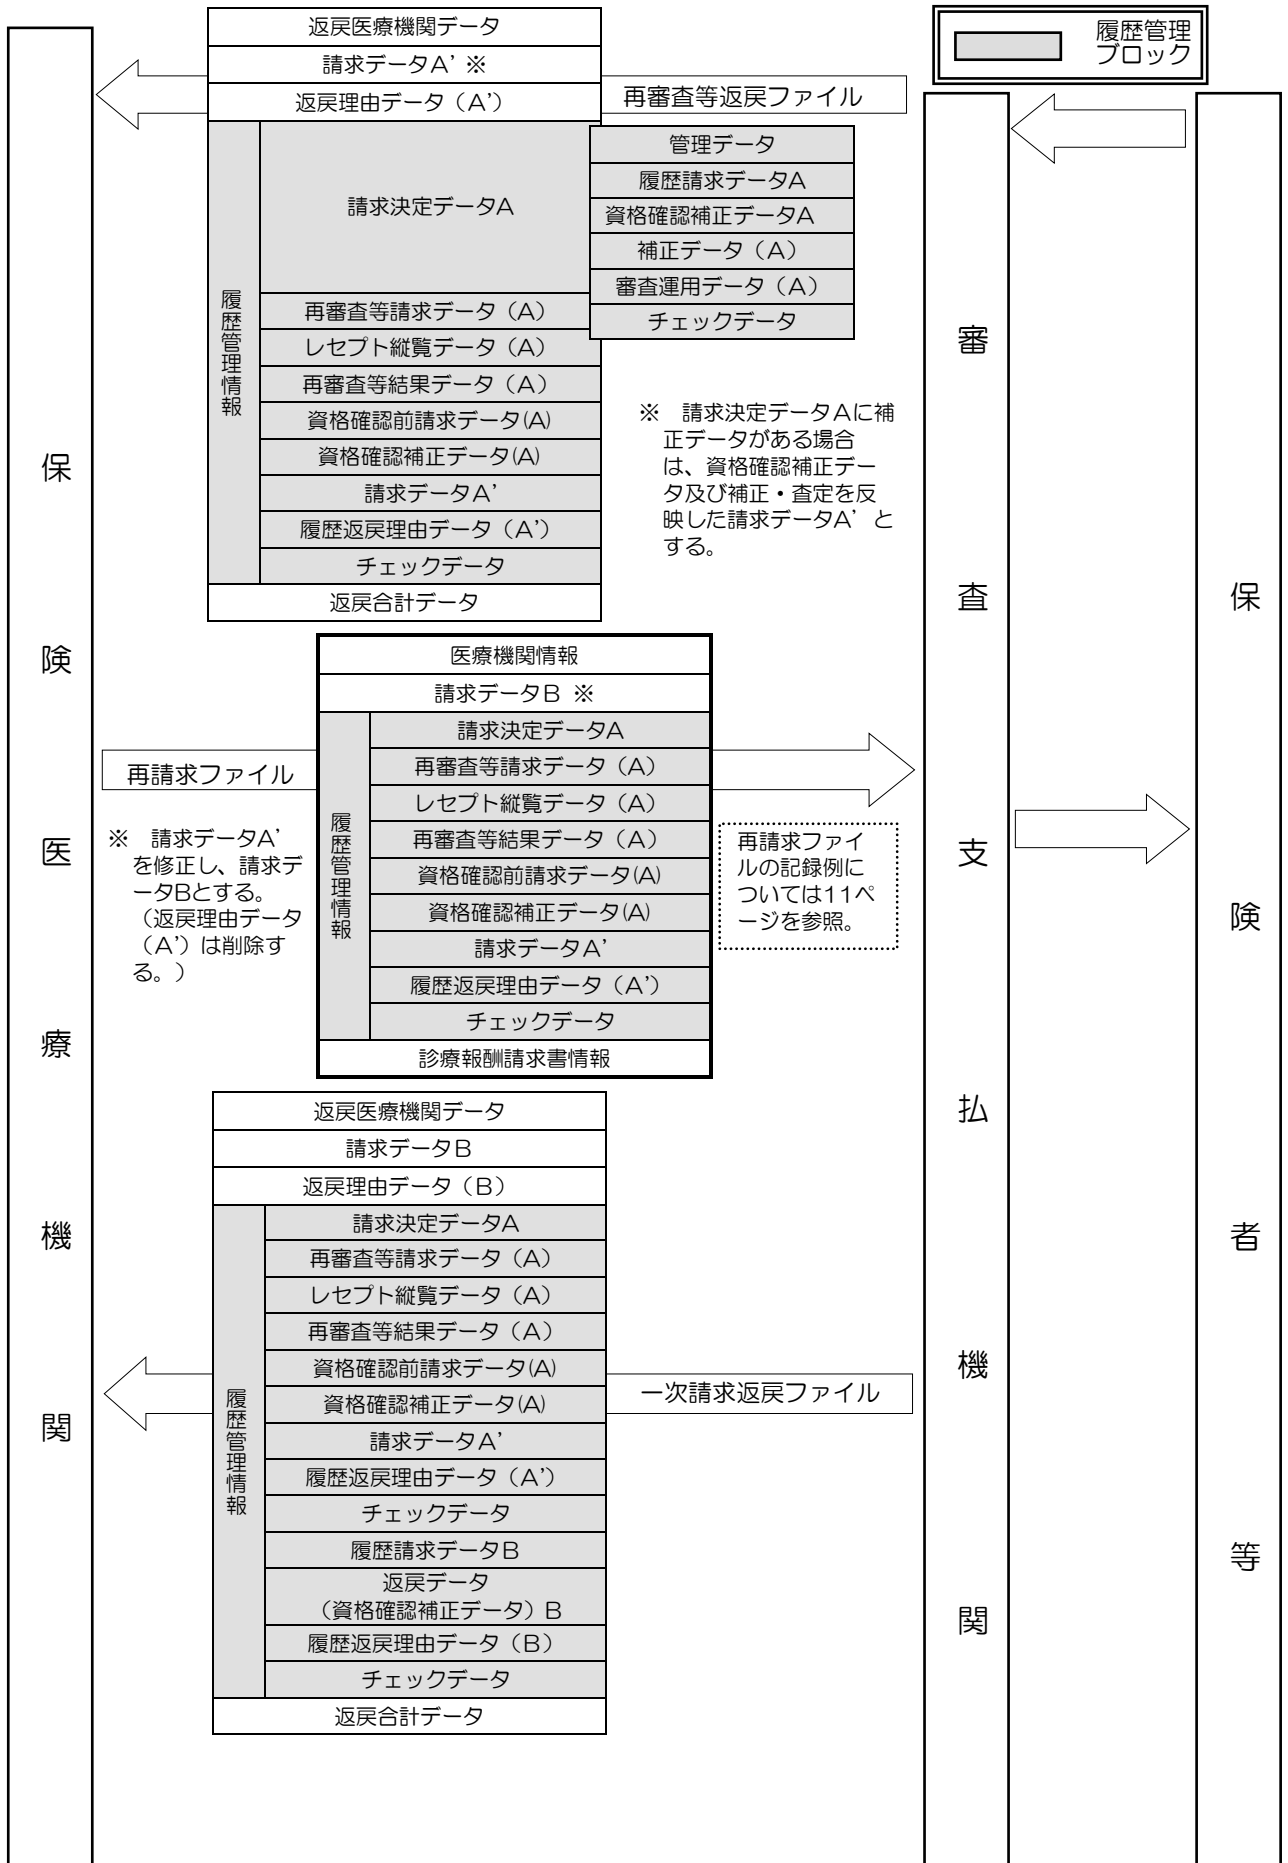 履歴管理
ブロック
保険医療機関
審査支払機関
保険者等
返戻医療機関データ
請求データA’ ※
返戻理由データ（A’）
再審査等返戻ファイル
履歴管理情報
請求決定データA
管理データ
履歴請求データA
資格確認補正データA
補正データ（A）
審査運用データ（A）
チェックデータ
再審査等請求データ（A）
レセプト縦覧データ（A）
再審査等結果データ（A）
資格確認前請求データ(A)
資格確認補正データ(A)
請求データA’
履歴返戻理由データ（A’）
チェックデータ
返戻合計データ
※　請求決定データAに補
正データがある場合
は、資格確認補正デー
タ及び補正・査定を反
映した請求データA’と
する。
医療機関情報
請求データB ※
再請求ファイル
履歴管理情報
請求決定データA
再審査等請求データ（A）
レセプト縦覧データ（A）
再審査等結果データ（A）
資格確認前請求データ(A)
資格確認補正データ(A)
請求データA’
履歴返戻理由データ（A’）
チェックデータ
診療報酬請求書情報
※　請求データA’
を修正し、請求デ
ータBとする。
（返戻理由データ
（A’）は削除す
る。）
再請求ファイ
ルの記録例に
ついては11ペ
ージを参照。
返戻医療機関データ
請求データB
返戻理由データ（B）
履歴管理情報
請求決定データA
再審査等請求データ（A）
レセプト縦覧データ（A）
再審査等結果データ（A）
資格確認前請求データ(A)
資格確認補正データ(A)
請求データA’
履歴返戻理由データ（A’）
チェックデータ
履歴請求データB
返戻データ
（資格確認補正データ）B
履歴返戻理由データ（B）
チェックデータ
返戻合計データ
一次請求返戻ファイル